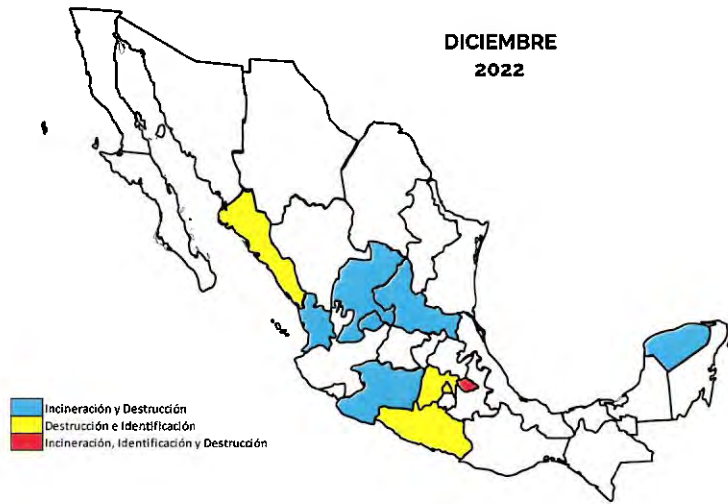 DICIEMBRE
2022
Incineración y Destrucción
Destrucción e Identificación
Incineración, Identificación y Destrucción